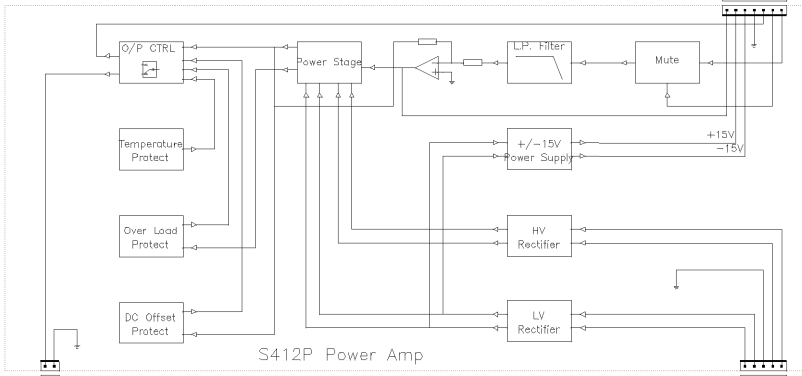 O/P CTRL
Power Stage
L.P. Filter
Mute
Temperature
Protect
+/-15V
Power Supply
+15V
-15V
Over Load
Protect
HV
Rectifier
DC Offset
Protect
LV
Rectifier
S412P Power Amp